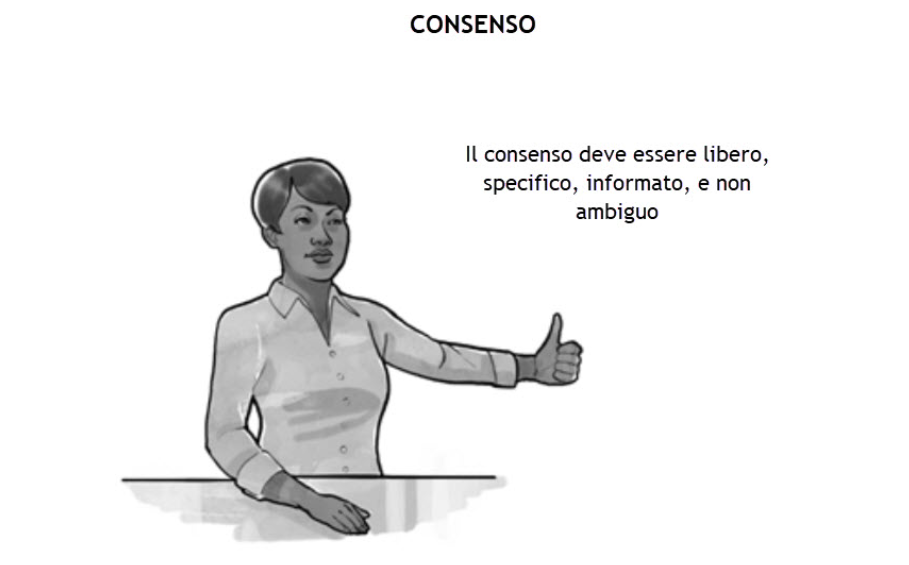 CONSENSO
Il consenso deve essere libero,
specifico, informato, e non
ambiguo